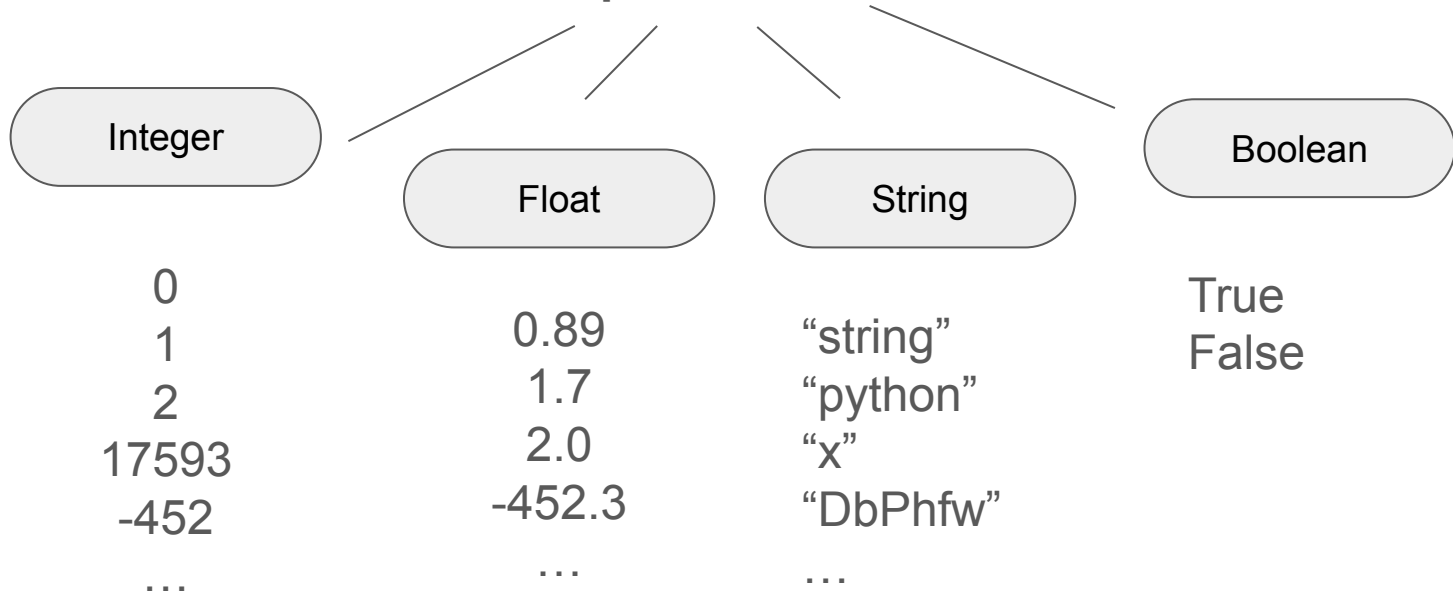 Integer
0
1
2
17593
-452
…
Float
0.89
1.7
2.0
-452.3
…
String
“string”
“python”
“x”
“DbPhfw”
…
Boolean
True
False